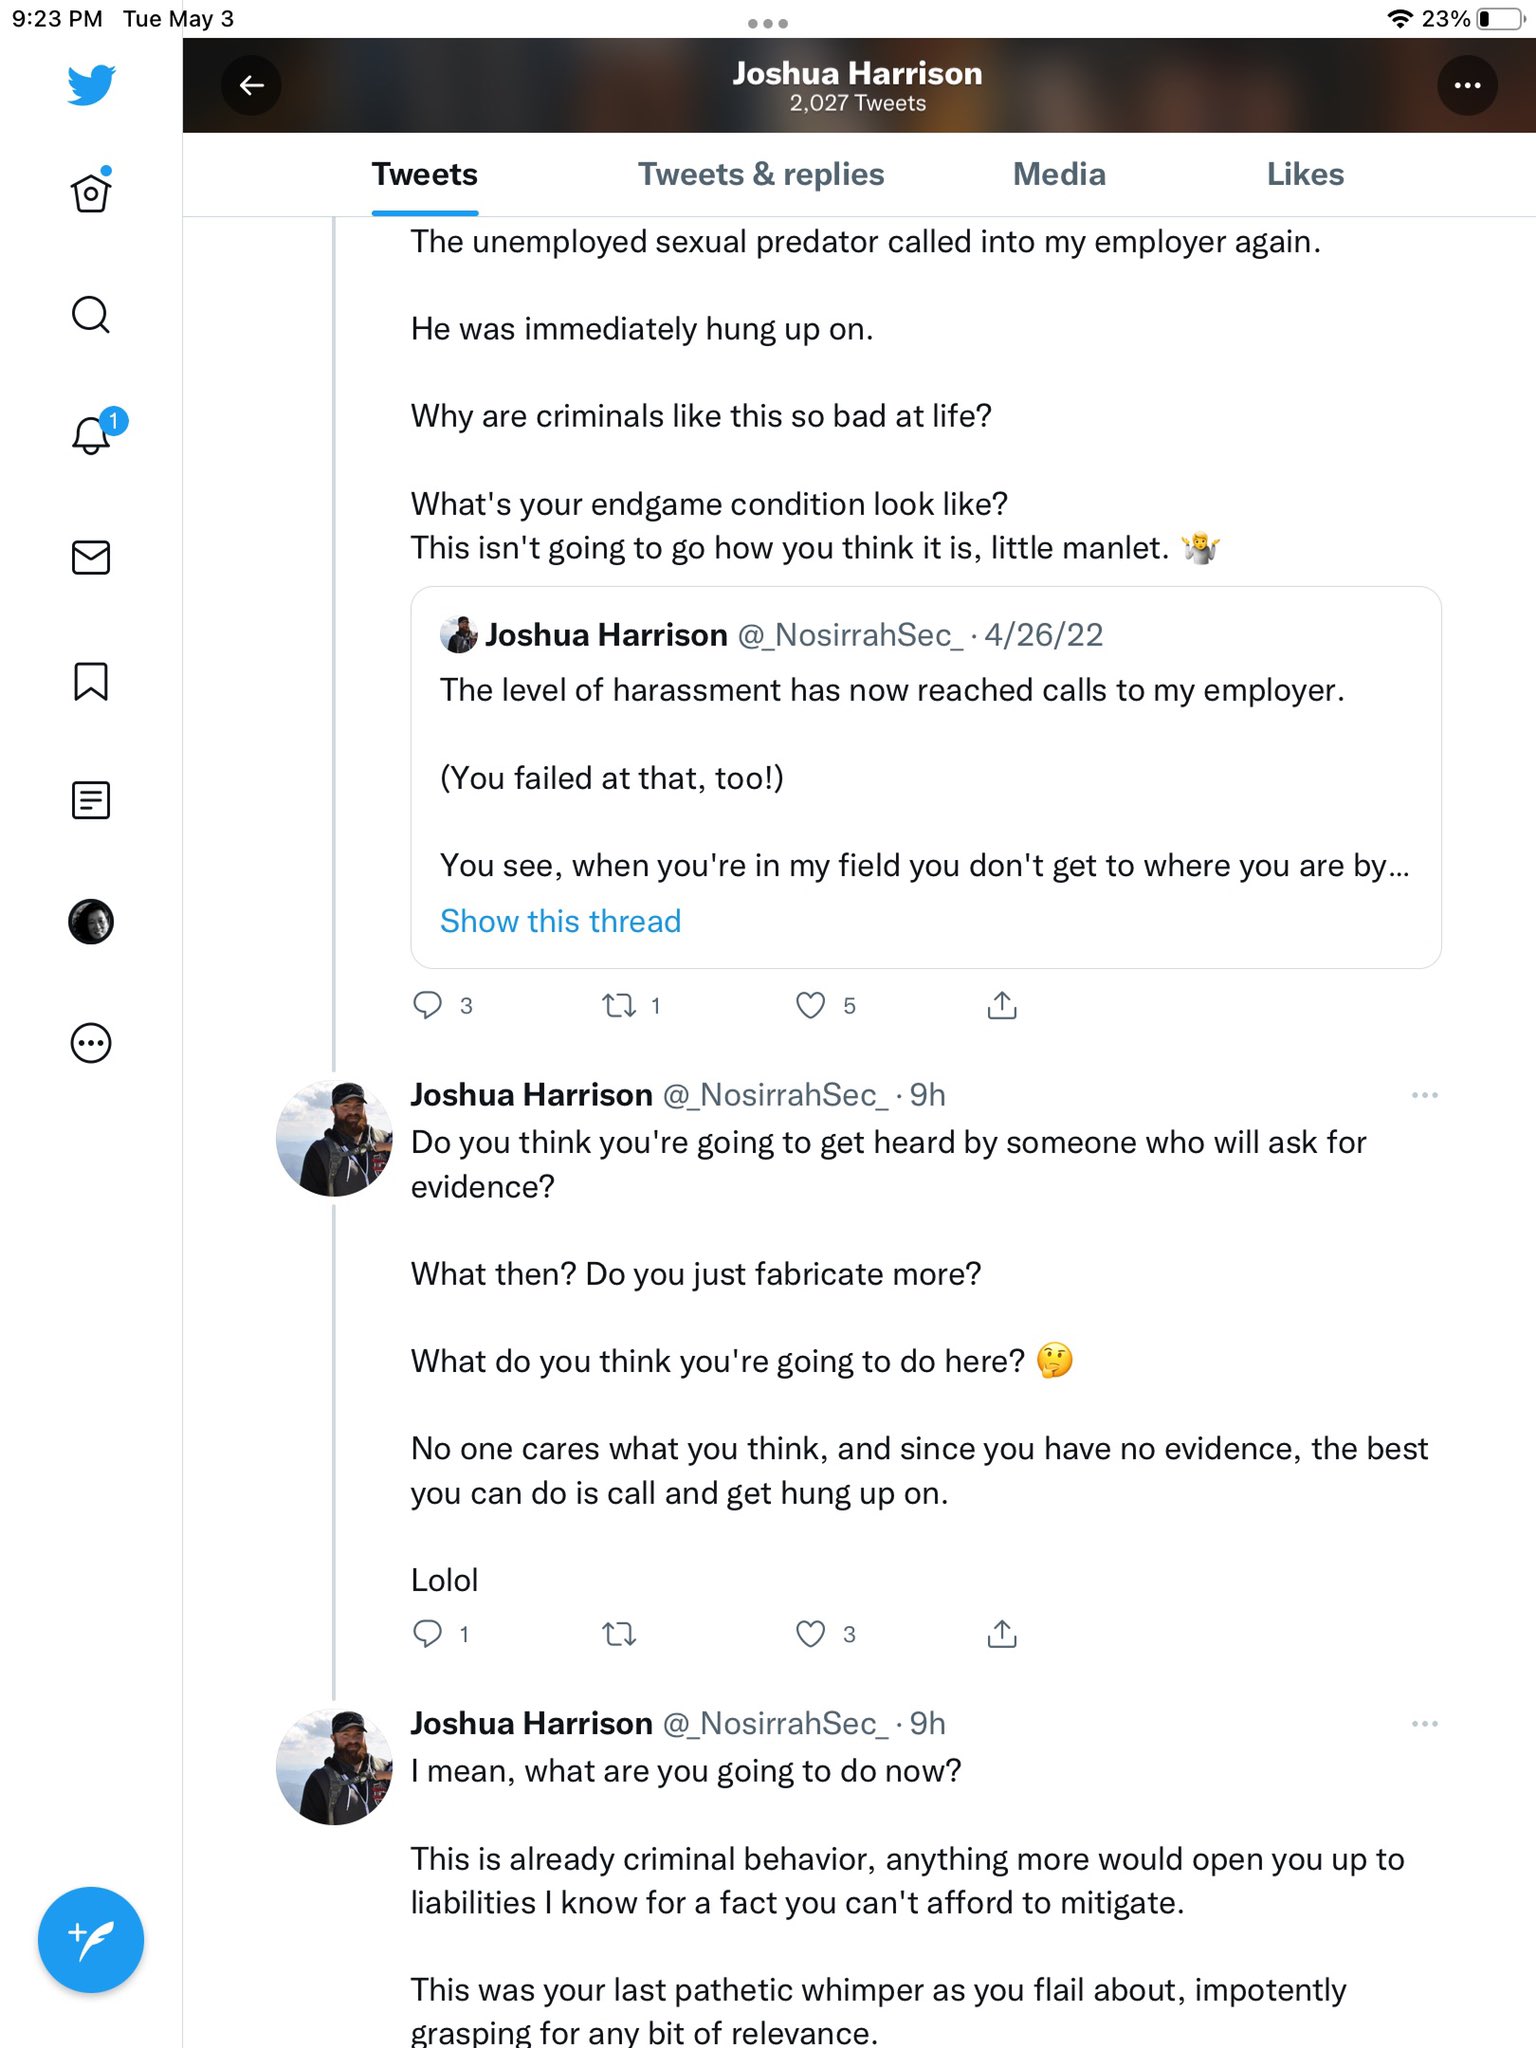 9:23 PM Tue May 3
23%
Joshua Harrison
2,027 Tweets
Tweets
Tweets & replies
Media
Likes
The unemployed sexual predator called into my employer again.
He was immediately hung up on.
Why are criminals like this so bad at life?
What's your endgame condition look like?
This isn't going to go how you think it is, little manlet. 🤷
Joshua Harrison @_NosirrahSec_ · 4/26/22
The level of harassment has now reached calls to my employer.
(You failed at that, too!)
You see, when you're in my field you don't get to where you are by...
Show this thread
3 1 5
Joshua Harrison @_NosirrahSec_ · 9h
Do you think you're going to get heard by someone who will ask for
evidence?
What then? Do you just fabricate more?
What do you think you're going to do here? 🤔
No one cares what you think, and since you have no evidence, the best
you can do is call and get hung up on.
Lolol
1 3
Joshua Harrison @_NosirrahSec_ · 9h
I mean, what are you going to do now?
This is already criminal behavior, anything more would open you up to
liabilities I know for a fact you can't afford to mitigate.
This was your last pathetic whimper as you flail about, impotently
grasping for any bit of relevance.
1